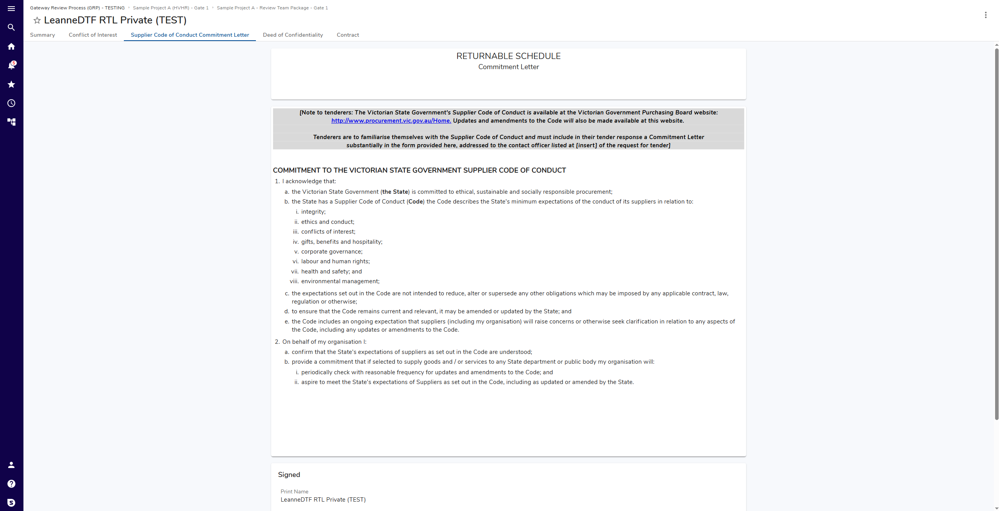 Gateway Review Process (GRP) - TESTING › Sample Project A (HVHR) - Gate 1 › Sample Project A - Review Team Package - Gate 1
LeanneDTF RTL Private (TEST)
Summary Conflict of Interest Supplier Code of Conduct Commitment Letter Deed of Confidentiality Contract
5
RETURNABLE SCHEDULE
Commitment Letter
[Note to tenderers: The Victorian State Government's Supplier Code of Conduct is available at the Victorian Government Purchasing Board website:
http://www.procurement.vic.gov.au/Home. Updates and amendments to the Code will also be made available at this website.
Tenderers are to familiarise themselves with the Supplier Code of Conduct and must include in their tender response a Commitment Letter
substantially in the form provided here, addressed to the contact officer listed at [insert] of the request for tender]
COMMITMENT TO THE VICTORIAN STATE GOVERNMENT SUPPLIER CODE OF CONDUCT
1. I acknowledge that:
a. the Victorian State Government (the State) is committed to ethical, sustainable and socially responsible procurement;
b. the State has a Supplier Code of Conduct (Code) the Code describes the State's minimum expectations of the conduct of its suppliers in relation to:
i. integrity;
ii. ethics and conduct;
iii. conflicts of interest;
iv. gifts, benefits and hospitality;
v. corporate governance;
vi. labour and human rights;
vii. health and safety; and
viii. environmental management;
c. the expectations set out in the Code are not intended to reduce, alter or supersede any other obligations which may be imposed by any applicable contract, law,
regulation or otherwise;
d. to ensure that the Code remains current and relevant, it may be amended or updated by the State; and
e. the Code includes an ongoing expectation that suppliers (including my organisation) will raise concerns or otherwise seek clarification in relation to any aspects of
the Code, including any updates or amendments to the Code.
2. On behalf of my organisation I:
a. confirm that the State's expectations of suppliers as set out in the Code are understood;
b. provide a commitment that if selected to supply goods and / or services to any State department or public body my organisation will:
i. periodically check with reasonable frequency for updates and amendments to the Code; and
ii. aspire to meet the State's expectations of Suppliers as set out in the Code, including as updated or amended by the State.
Signed
Print Name
LeanneDTF RTL Private (TEST)